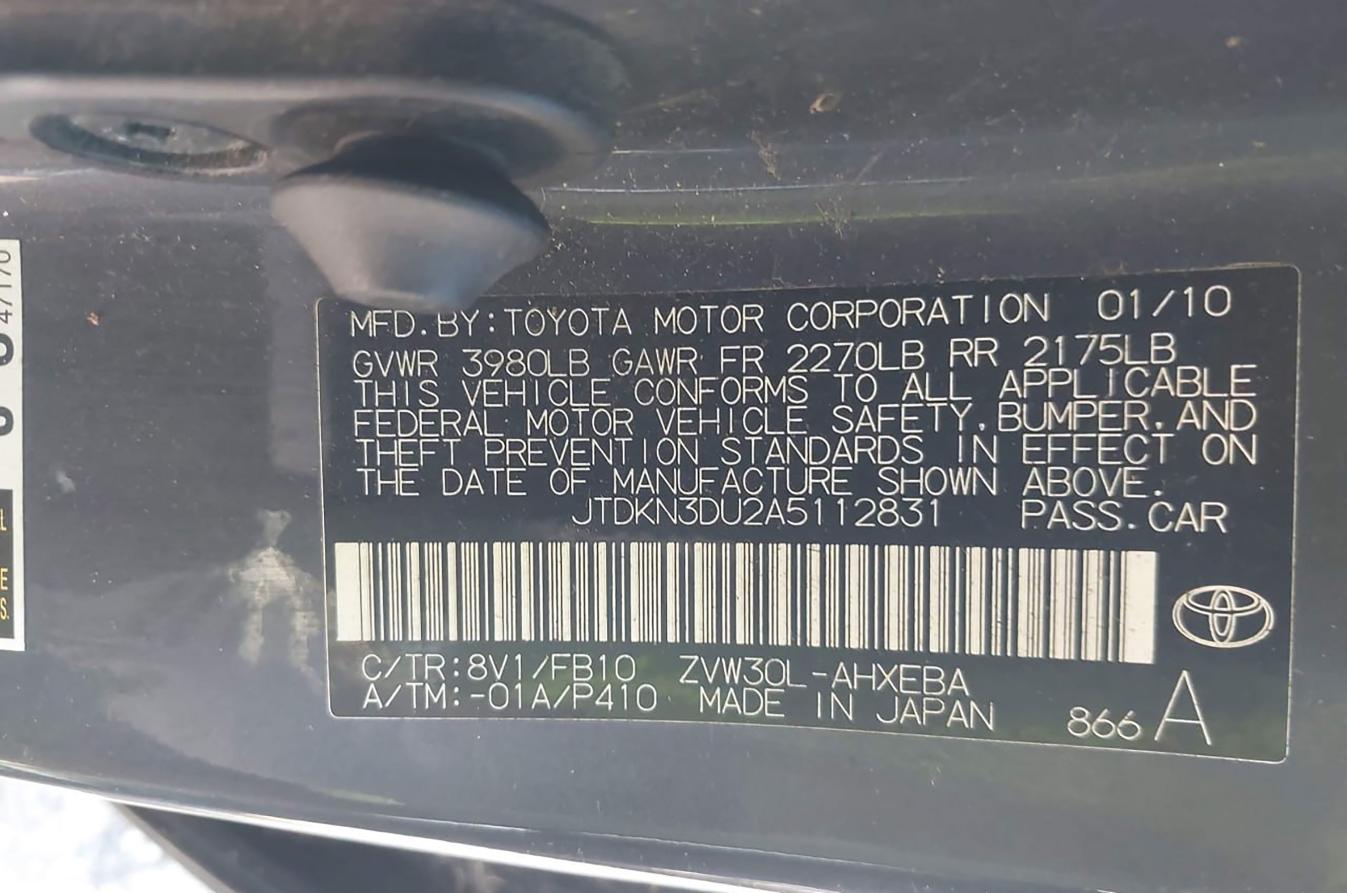 MFD.BY:TOYOTA MOTOR CORPORATION 01/10
GVWR 3980LB GAWR FR 2270LB RR 2175LB
THIS VEHICLE CONFORMS TO ALL APPLICABLE
FEDERAL MOTOR VEHICLE SAFETY,BUMPER,AND
THEFT PREVENTION STANDARDS IN EFFECT ON
THE DATE OF MANUFACTURE SHOWN ABOVE.
JTDKN3DU2A5112831 PASS.CAR
C/TR:8V1/FB10 ZVW30L-AHXEBA
A/TM:-01A/P410 MADE IN JAPAN 866 A